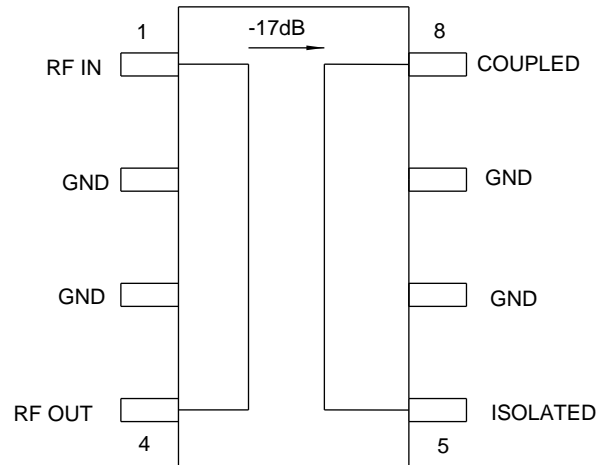 1
-17dB
8
RF IN
COUPLED
GND
GND
GND
GND
RF OUT
ISOLATED
4
5